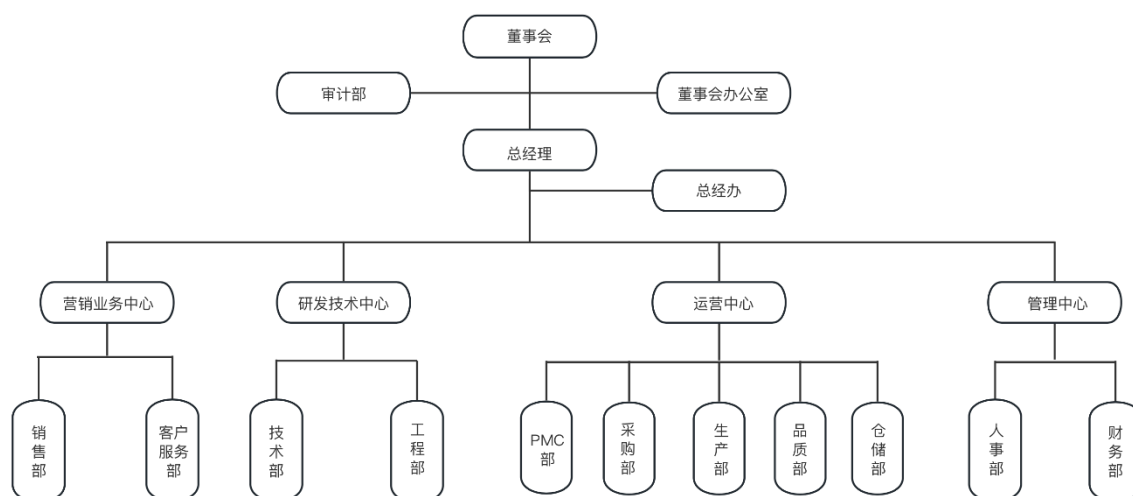 董事会
审计部
董事会办公室
总经理
总经办
营销业务中心
研发技术中心
运营中心
管理中心
销售部
客户服务部
技术部
工程部
PMC部
采购部
生产部
品质部
仓储部
人事部
财务部